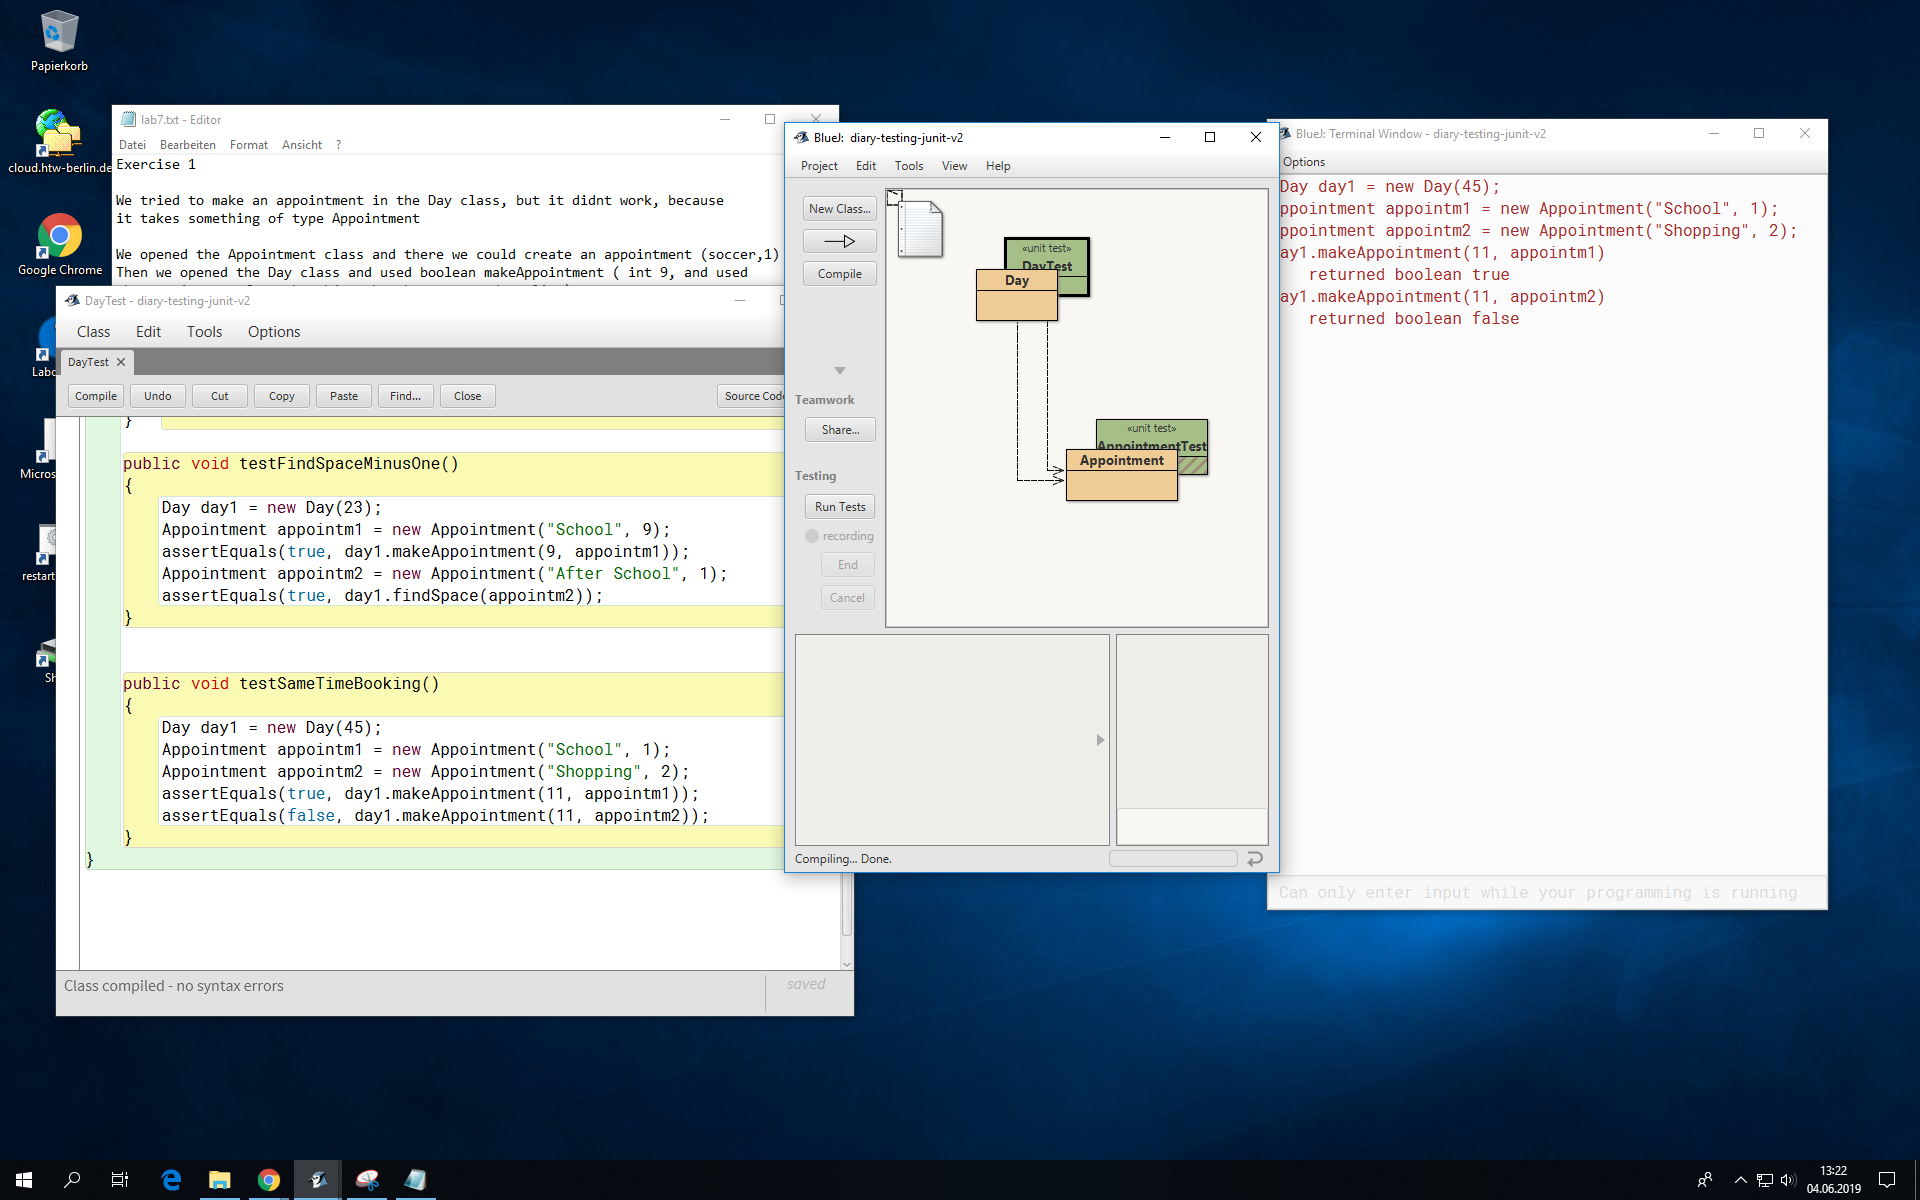 Papierkorb
cloud.htw-berlin.de
Google Chrome
Labo
Micros
restart
Sh
lab7.txt - Editor
Datei Bearbeiten Format Ansicht ?
Exercise 1
We tried to make an appointment in the Day class, but it didnt work, because
it takes something of type Appointment
We opened the Appointment class and there we could create an appointment (soccer,1)
Then we opened the Day class and used boolean makeAppointment ( int 9, and used
DayTest - diary-testing-junit-v2
Class Edit Tools Options
DayTest
Compile Undo Cut Copy Paste Find... Close Source Code
}
public void testFindSpaceMinusOne()
{
Day day1 = new Day(23);
Appointment appointm1 = new Appointment("School", 9);
assertEquals(true, day1.makeAppointment(9, appointm1));
Appointment appointm2 = new Appointment("After School", 1);
assertEquals(true, day1.findSpace(appointm2));
}
public void testSameTimeBooking()
{
Day day1 = new Day(45);
Appointment appointm1 = new Appointment("School", 1);
Appointment appointm2 = new Appointment("Shopping", 2);
assertEquals(true, day1.makeAppointment(11, appointm1));
assertEquals(false, day1.makeAppointment(11, appointm2));
}
}
Class compiled - no syntax errors
saved
BlueJ: diary-testing-junit-v2
Project Edit Tools View Help
New Class...
Compile
Teamwork
Share...
Testing
Run Tests
recording
End
Cancel
«unit test»
DayTest
Day
«unit test»
AppointmentTest
Appointment
Compiling... Done.
BlueJ: Terminal Window - diary-testing-junit-v2
Options
Day day1 = new Day(45);
ppointment appointm1 = new Appointment("School", 1);
ppointment appointm2 = new Appointment("Shopping", 2);
ay1.makeAppointment(11, appointm1)
returned boolean true
ay1.makeAppointment(11, appointm2)
returned boolean false
Can only enter input while your programming is running
13:22
04.06.2019